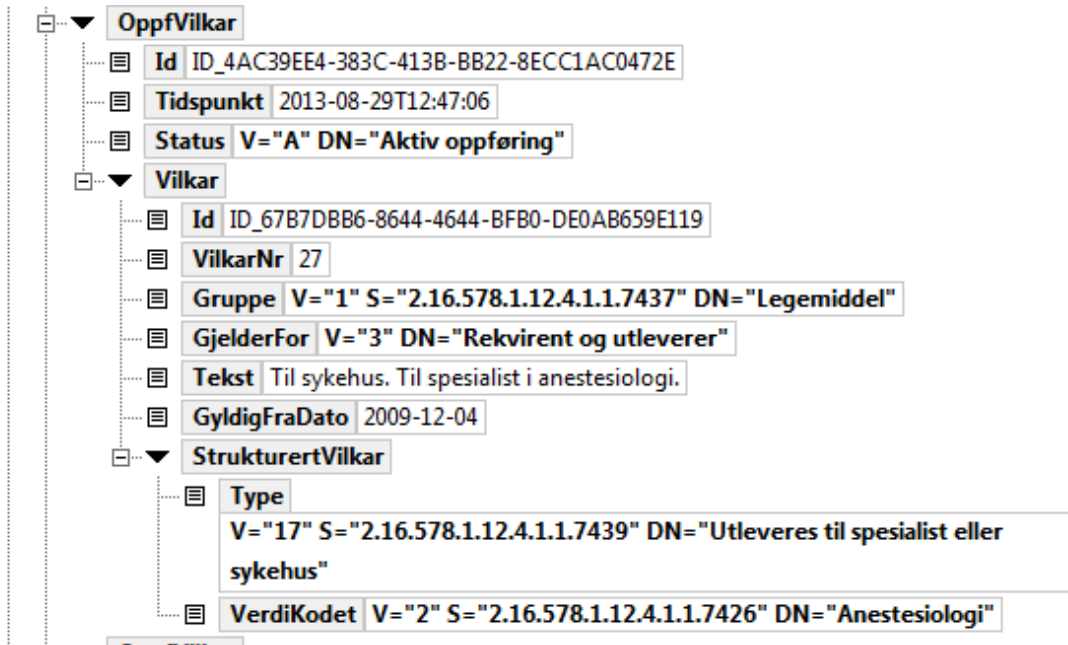 OppfVilkar
Id ID_4AC39EE4-383C-413B-BB22-8ECC1AC0472E
Tidspunkt 2013-08-29T12:47:06
Status V="A" DN="Aktiv oppføring"
Vilkar
Id ID_67B7DBB6-8644-4644-BFB0-DE0AB659E119
VilkarNr 27
Gruppe V="1" S="2.16.578.1.12.4.1.1.7437" DN="Legemiddel"
GjelderFor V="3" DN="Rekvirent og utleverer"
Tekst Til sykehus. Til spesialist i anestesiologi.
GyldigFraDato 2009-12-04
StrukturertVilkar
Type
V="17" S="2.16.578.1.12.4.1.1.7439" DN="Utleveres til spesialist eller
sykehus"
VerdiKodet V="2" S="2.16.578.1.12.4.1.1.7426" DN="Anestesiologi"